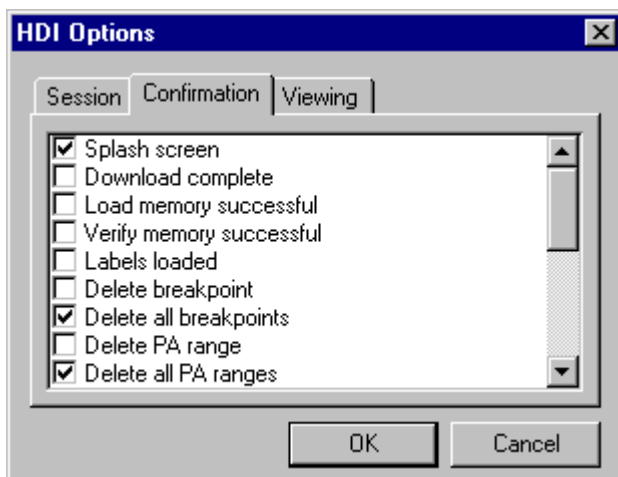 HDI Options
Session Confirmation Viewing
Splash screen
Download complete
Load memory successful
Verify memory successful
Labels loaded
Delete breakpoint
Delete all breakpoints
Delete PA range
Delete all PA ranges
OK Cancel